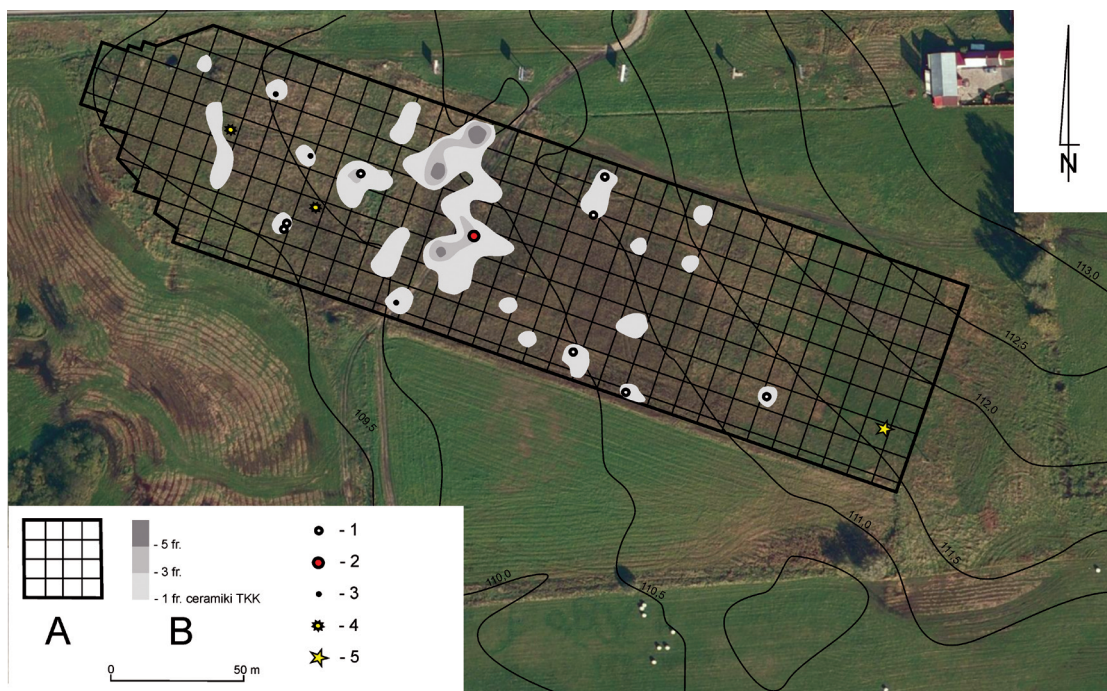 N
113.0
112.5
112.0
109.5
111.0
111.5
110.0
110.5
- 5 fr.
- 3 fr.
- 1 fr. ceramiki TKK
A
B
0 50 m
- 1
- 2
- 3
- 4
- 5